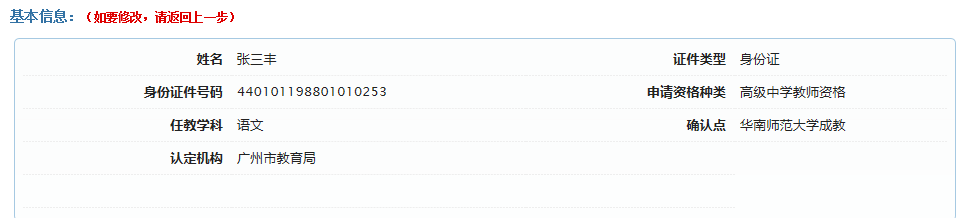 基本信息：（如要修改，请返回上一步）
姓名 张三丰 证件类型 身份证
身份证件号码 440101198801010253 申请资格种类 高级中学教师资格
任教学科 语文 确认点 华南师范大学成教
认定机构 广州市教育局